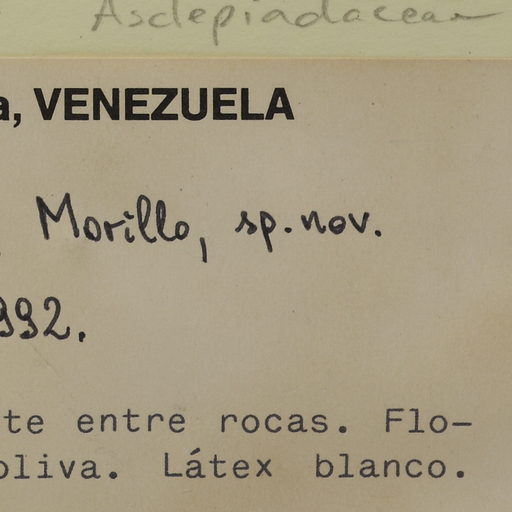 Asclepiadaceae
a, VENEZUELA
Morillo, sp. nov.
992.
te entre rocas. Flo-
oliva. Látex blanco.